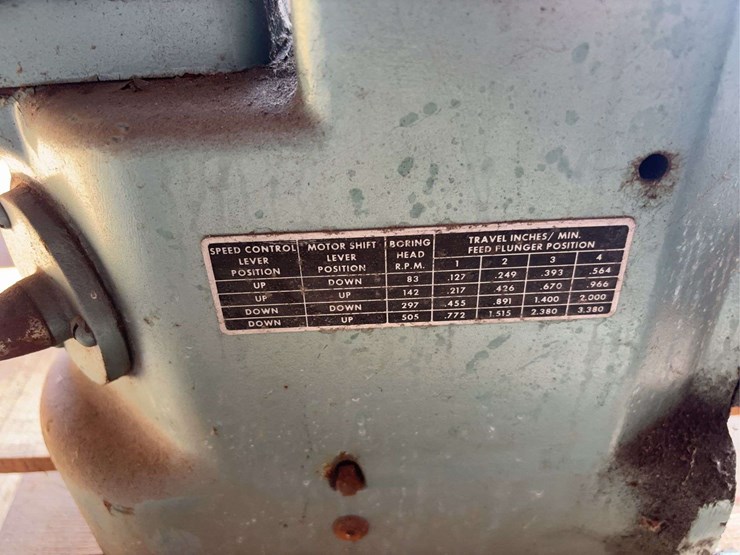 SPEED CONTROL LEVER POSITION MOTOR SHIFT LEVER POSITION BORING HEAD R.P.M. TRAVEL INCHES/ MIN. FEED PLUNGER POSITION
1 2 3 4
UP DOWN 83 .127 .249 .393 .564
UP UP 142 .217 .426 .670 .966
DOWN DOWN 297 .455 .891 1.400 2.000
DOWN UP 505 .772 1.515 2.380 3.380